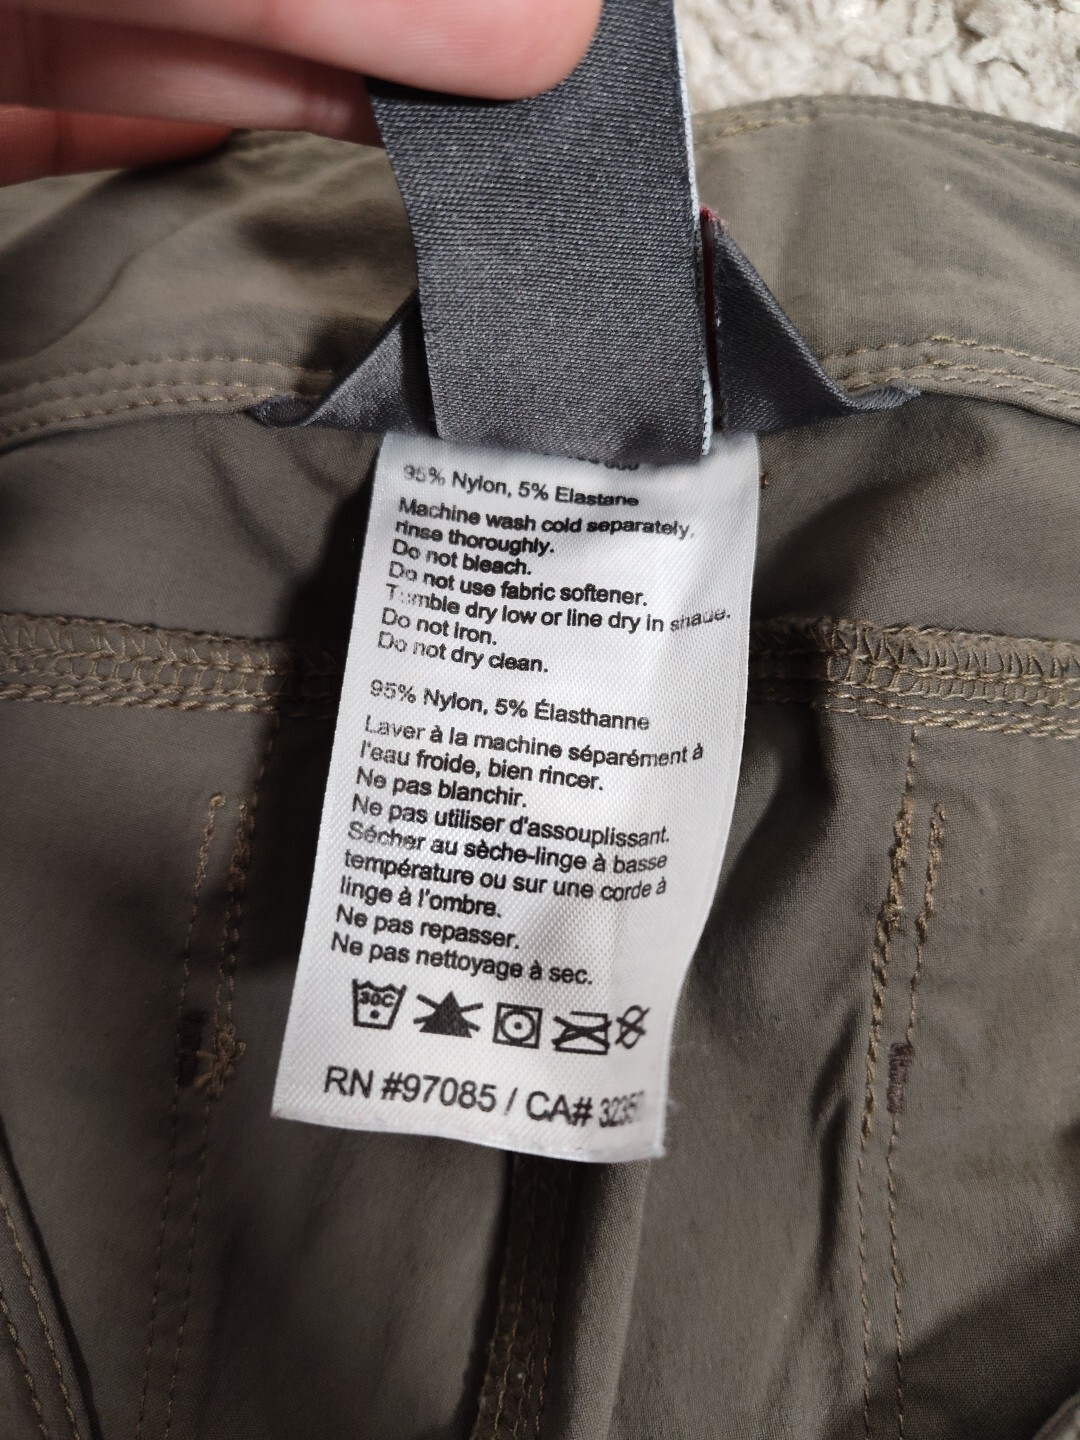 95% Nylon, 5% Elastane
Machine wash cold separately,
rinse thoroughly.
Do not bleach.
Do not use fabric softener.
Tumble dry low or line dry in shade.
Do not iron.
Do not dry clean.
95% Nylon, 5% Élasthanne
Laver à la machine séparément à
l'eau froide, bien rincer.
Ne pas blanchir.
Ne pas utiliser d'assouplissant.
Sécher au sèche-linge à basse
température ou sur une corde à
linge à l'ombre.
Ne pas repasser.
Ne pas nettoyage à sec.
30C
RN #97085 / CA#